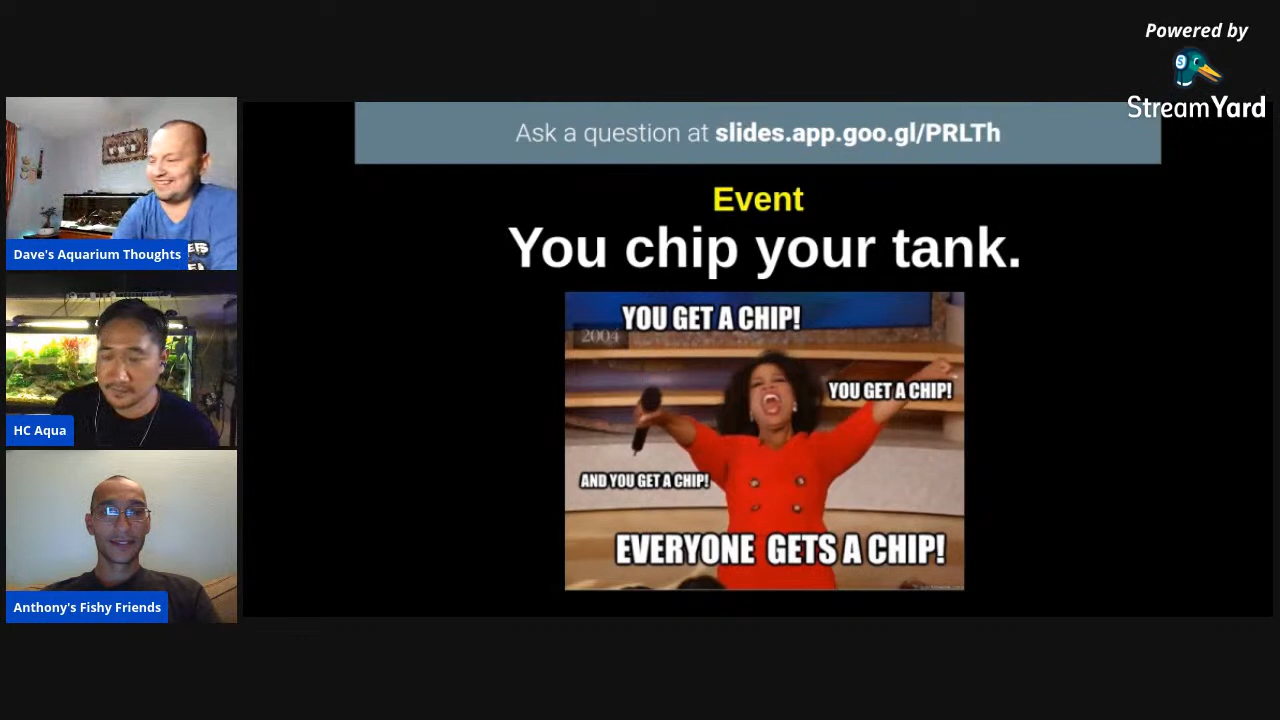 Powered by
StreamYard
Ask a question at slides.app.goo.gl/PRLTh
Event
You chip your tank.
YOU GET A CHIP!
2004
YOU GET A CHIP!
AND YOU GET A CHIP!
EVERYONE GETS A CHIP!
Dave's Aquarium Thoughts
HC Aqua
Anthony's Fishy Friends